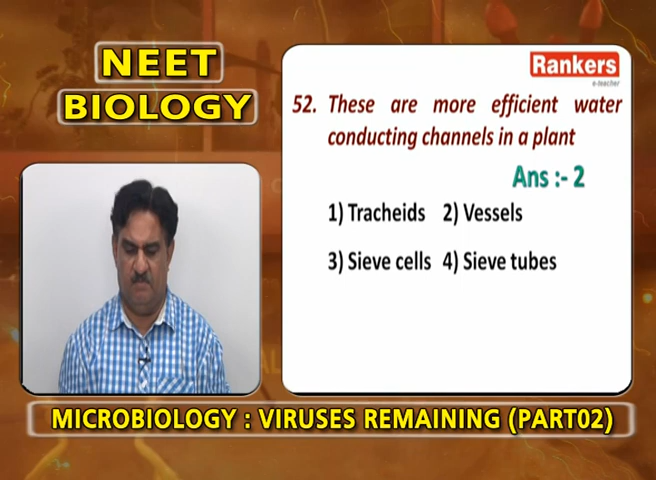 NEET
BIOLOGY
Rankers
e-teacher
52. These are more efficient water
conducting channels in a plant
Ans :- 2
1) Tracheids 2) Vessels
3) Sieve cells 4) Sieve tubes
MICROBIOLOGY : VIRUSES REMAINING (PART02)